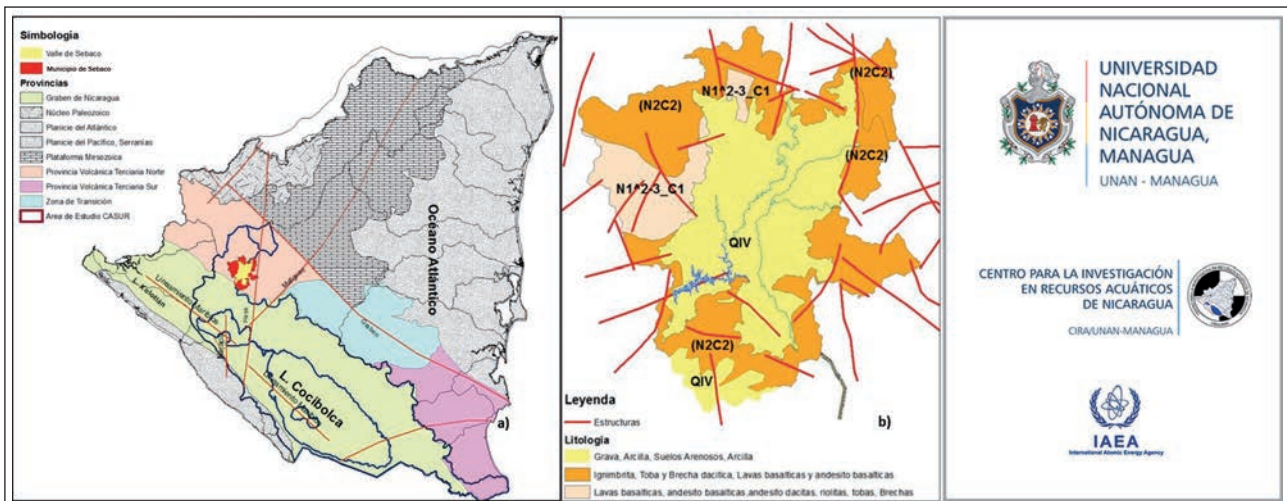 Simbología
Valle de Sebaco
Municipio de Sebaco
Provincias
Graben de Nicaragua
Núcleo Paleozoico
Planicie del Atlántico
Planicie del Pacífico, Serranías
Plataforma Mesozoica
Provincia Volcánica Terciaria Norte
Provincia Volcánica Terciaria Sur
Zona de Transición
Area de Estudio CASUR
Océano Atlántico
L. Xolotlán
L. Cocibolca
a)
(N2C2)
N1^2-3_C1
(N2C2)
(N2C2)
N1^2-3_C1
QIV
(N2C2)
QIV
b)
Leyenda
Estructuras
Litología
Grava, Arcilla, Suelos Arenosos, Arcilla
Ignimbrita, Toba y Brecha dacítica, Lavas basalticas y andesito basalticas
Lavas basalticas, andesito basalticas,andesito dacitas, riolitas, tobas, Brechas
UNIVERSIDAD
NACIONAL
AUTÓNOMA DE
NICARAGUA,
MANAGUA
UNAN - MANAGUA
CENTRO PARA LA INVESTIGACIÓN
EN RECURSOS ACUÁTICOS
DE NICARAGUA
CIRA/UNAN-MANAGUA
IAEA
International Atomic Energy Agency